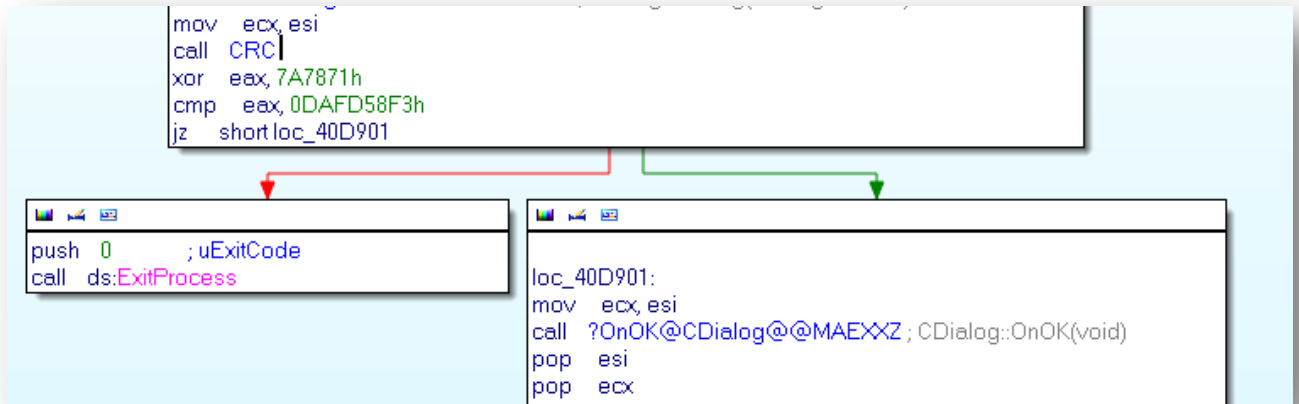 mov ecx, esi
call CRC
xor eax, 7A7871h
cmp eax, 0DAFD58F3h
jz short loc_40D901
push 0 ; uExitCode
call ds:ExitProcess
loc_40D901:
mov ecx, esi
call ?OnOK@CDialog@@MAEXXZ ; CDialog::OnOK(void)
pop esi
pop ecx